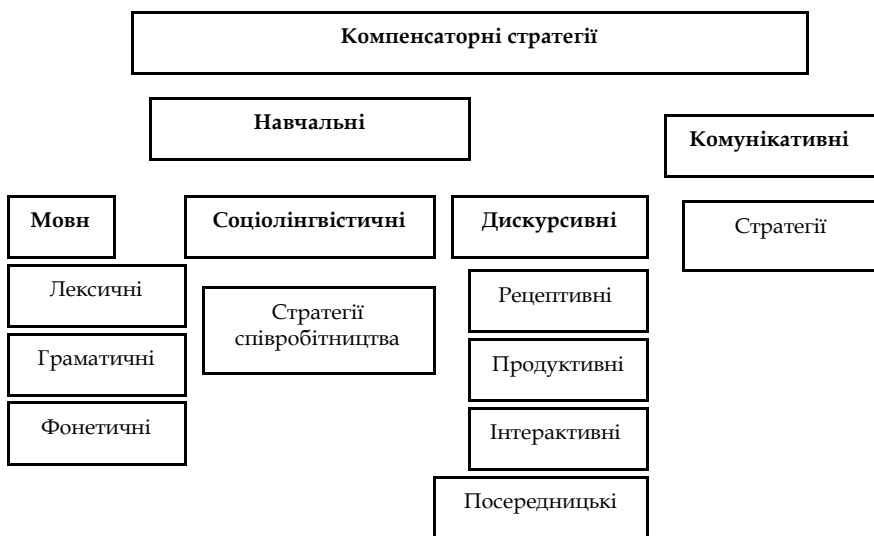 Компенсаторні стратегії
Навчальні
Комунікативні
Мовн
Соціолінгвістичні
Дискурсивні
Стратегії
Лексичні
Стратегії
співробітництва
Рецептивні
Граматичні
Продуктивні
Фонетичні
Інтерактивні
Посередницькі